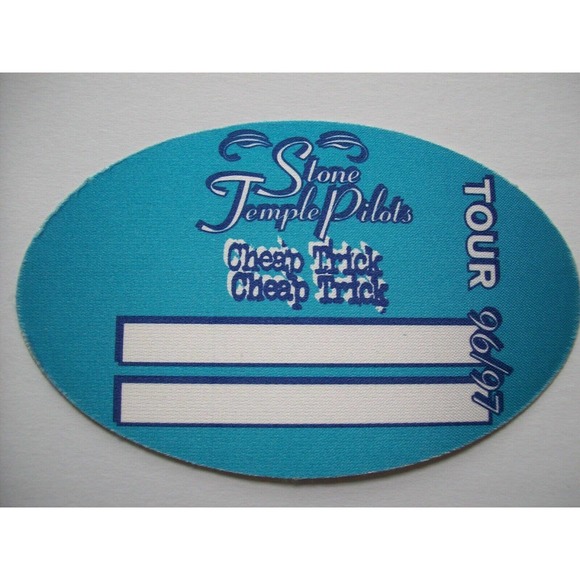 Stone
Temple Pilots
Cheap Trick
Cheap Trick
TOUR 96/97